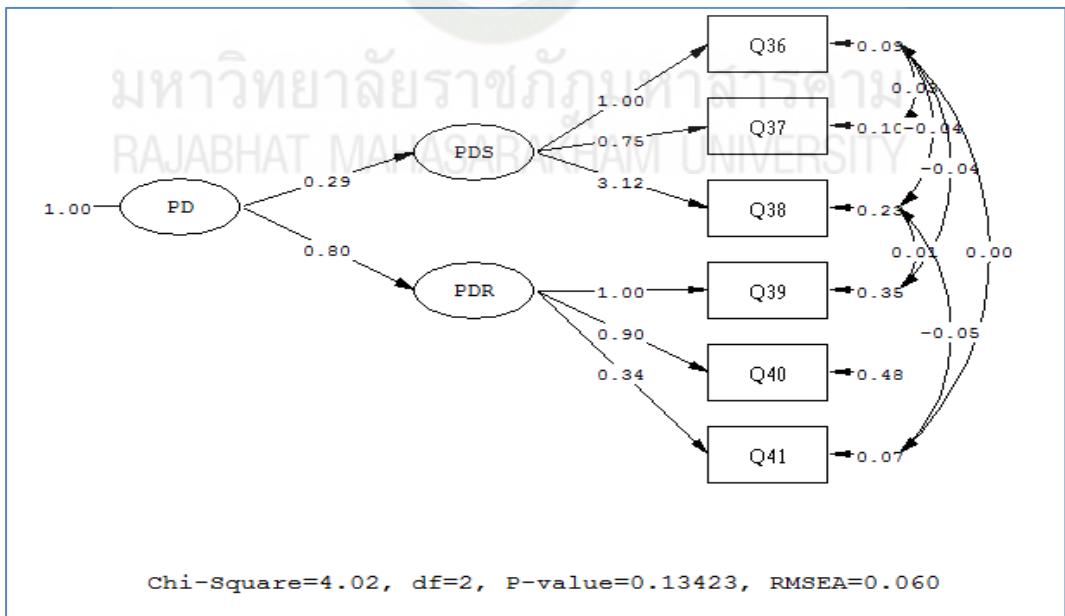 Q36
0.09
มหาวิทยาลัยราชภัฏมหาสารคาม
1.00
0.03
Q37
0.10
-0.04
0.75
RAJABHAT MAHASARAKHAM UNIVERSITY
PDS
0.29
3.12
-0.04
1.00
PD
Q38
0.23
0.80
0.01
0.00
PDR
1.00
Q39
0.35
0.90
-0.05
0.34
Q40
0.48
Q41
0.07
Chi-Square=4.02, df=2, P-value=0.13423, RMSEA=0.060